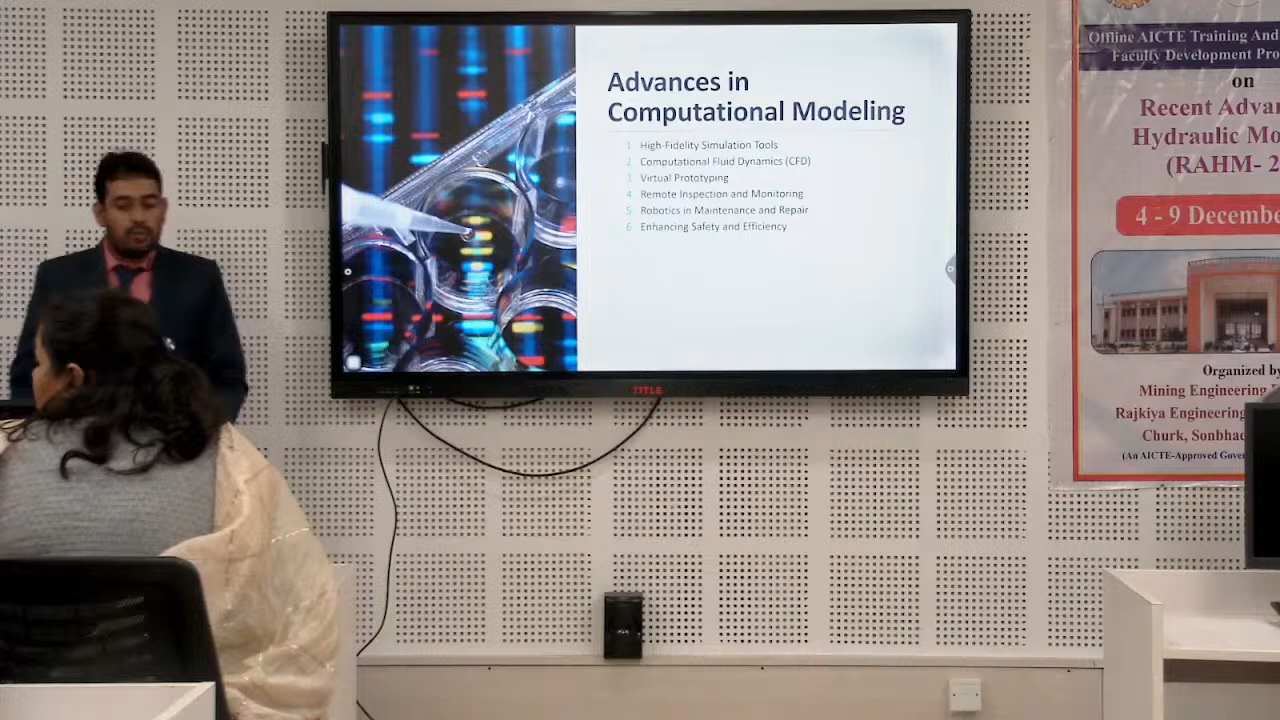 Advances in
Computational Modeling
1. High-Fidelity Simulation Tools
2. Computational Fluid Dynamics (CFD)
3. Virtual Prototyping
4. Remote Inspection and Monitoring
5. Robotics in Maintenance and Repair
6. Enhancing Safety and Efficiency
TITLE
Offline AICTE Training And
Faculty Development Pro
on
Recent Advan
Hydraulic Mo
(RAHM- 2
4 - 9 Decembe
Organized by
Mining Engineering
Rajkiya Engineering
Churk, Sonbhad
(An AICTE-Approved Gover